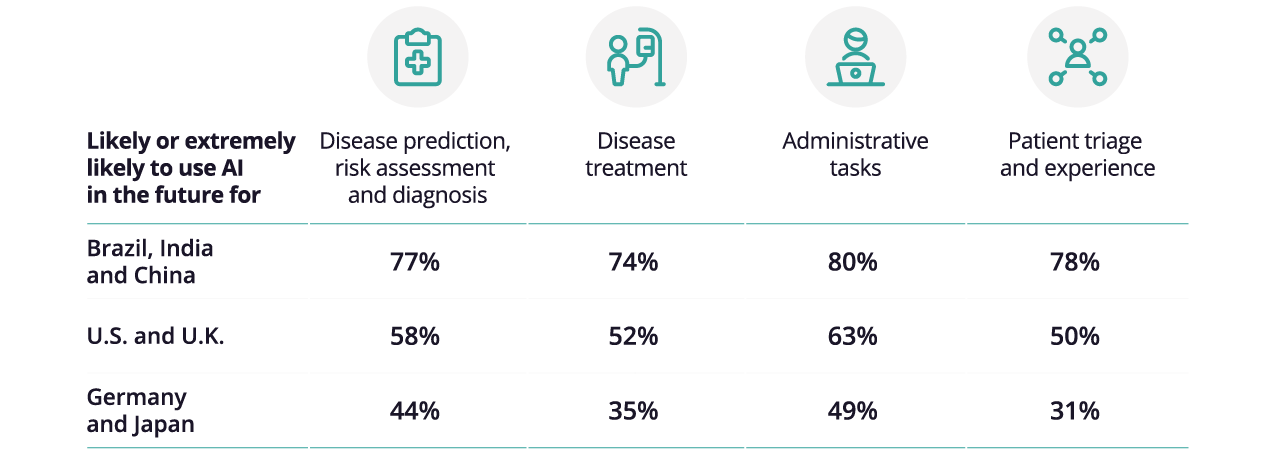 Likely or extremely
likely to use AI
in the future for
Disease prediction,
risk assessment
and diagnosis
Disease
treatment
Administrative
tasks
Patient triage
and experience
Brazil, India
and China
77%
74%
80%
78%
U.S. and U.K.
58%
52%
63%
50%
Germany
and Japan
44%
35%
49%
31%